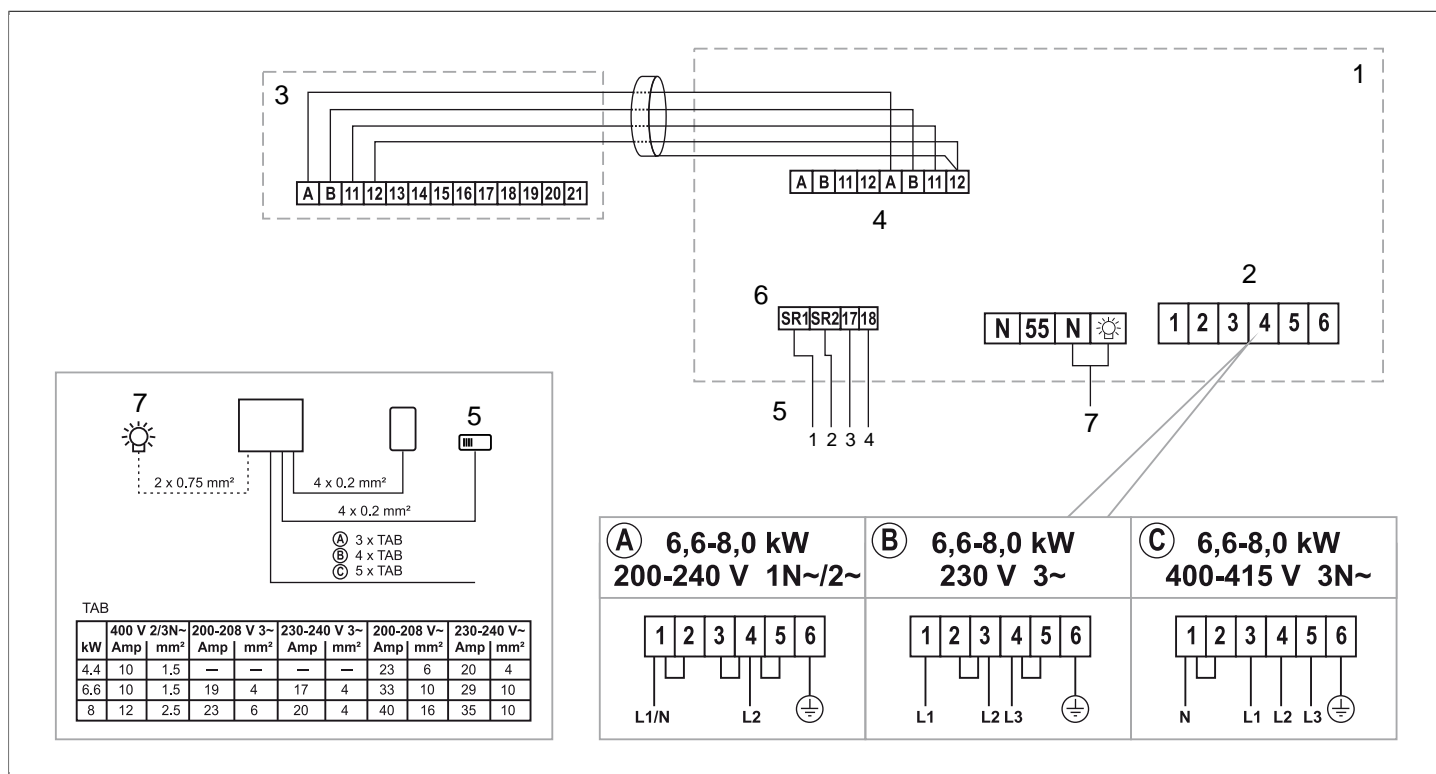 1
3
A B 11 12 13 14 15 16 17 18 19 20 21
A B 11 12 A B 11 12
4
2
6
SR1 SR2 17 18
N 55 N
1 2 3 4 5 6
5
1 2 3 4
7
7
5
2 x 0.75 mm²
4 x 0.2 mm²
4 x 0.2 mm²
A 3 x TAB
B 4 x TAB
C 5 x TAB
TAB
kW 400 V 2/3N~ 200-208 V 3~ 230-240 V 3~ 200-208 V~ 230-240 V~
Amp mm² Amp mm² Amp mm² Amp mm² Amp mm²
4.4 10 1.5 — — — — 23 6 20 4
6.6 10 1.5 19 4 17 4 33 10 29 10
8 12 2.5 23 6 20 4 40 16 35 10
A 6,6-8,0 kW
200-240 V 1N~/2~
1 2 3 4 5 6
L1/N L2
B 6,6-8,0 kW
230 V 3~
1 2 3 4 5 6
L1 L2 L3
C 6,6-8,0 kW
400-415 V 3N~
1 2 3 4 5 6
N L1 L2 L3